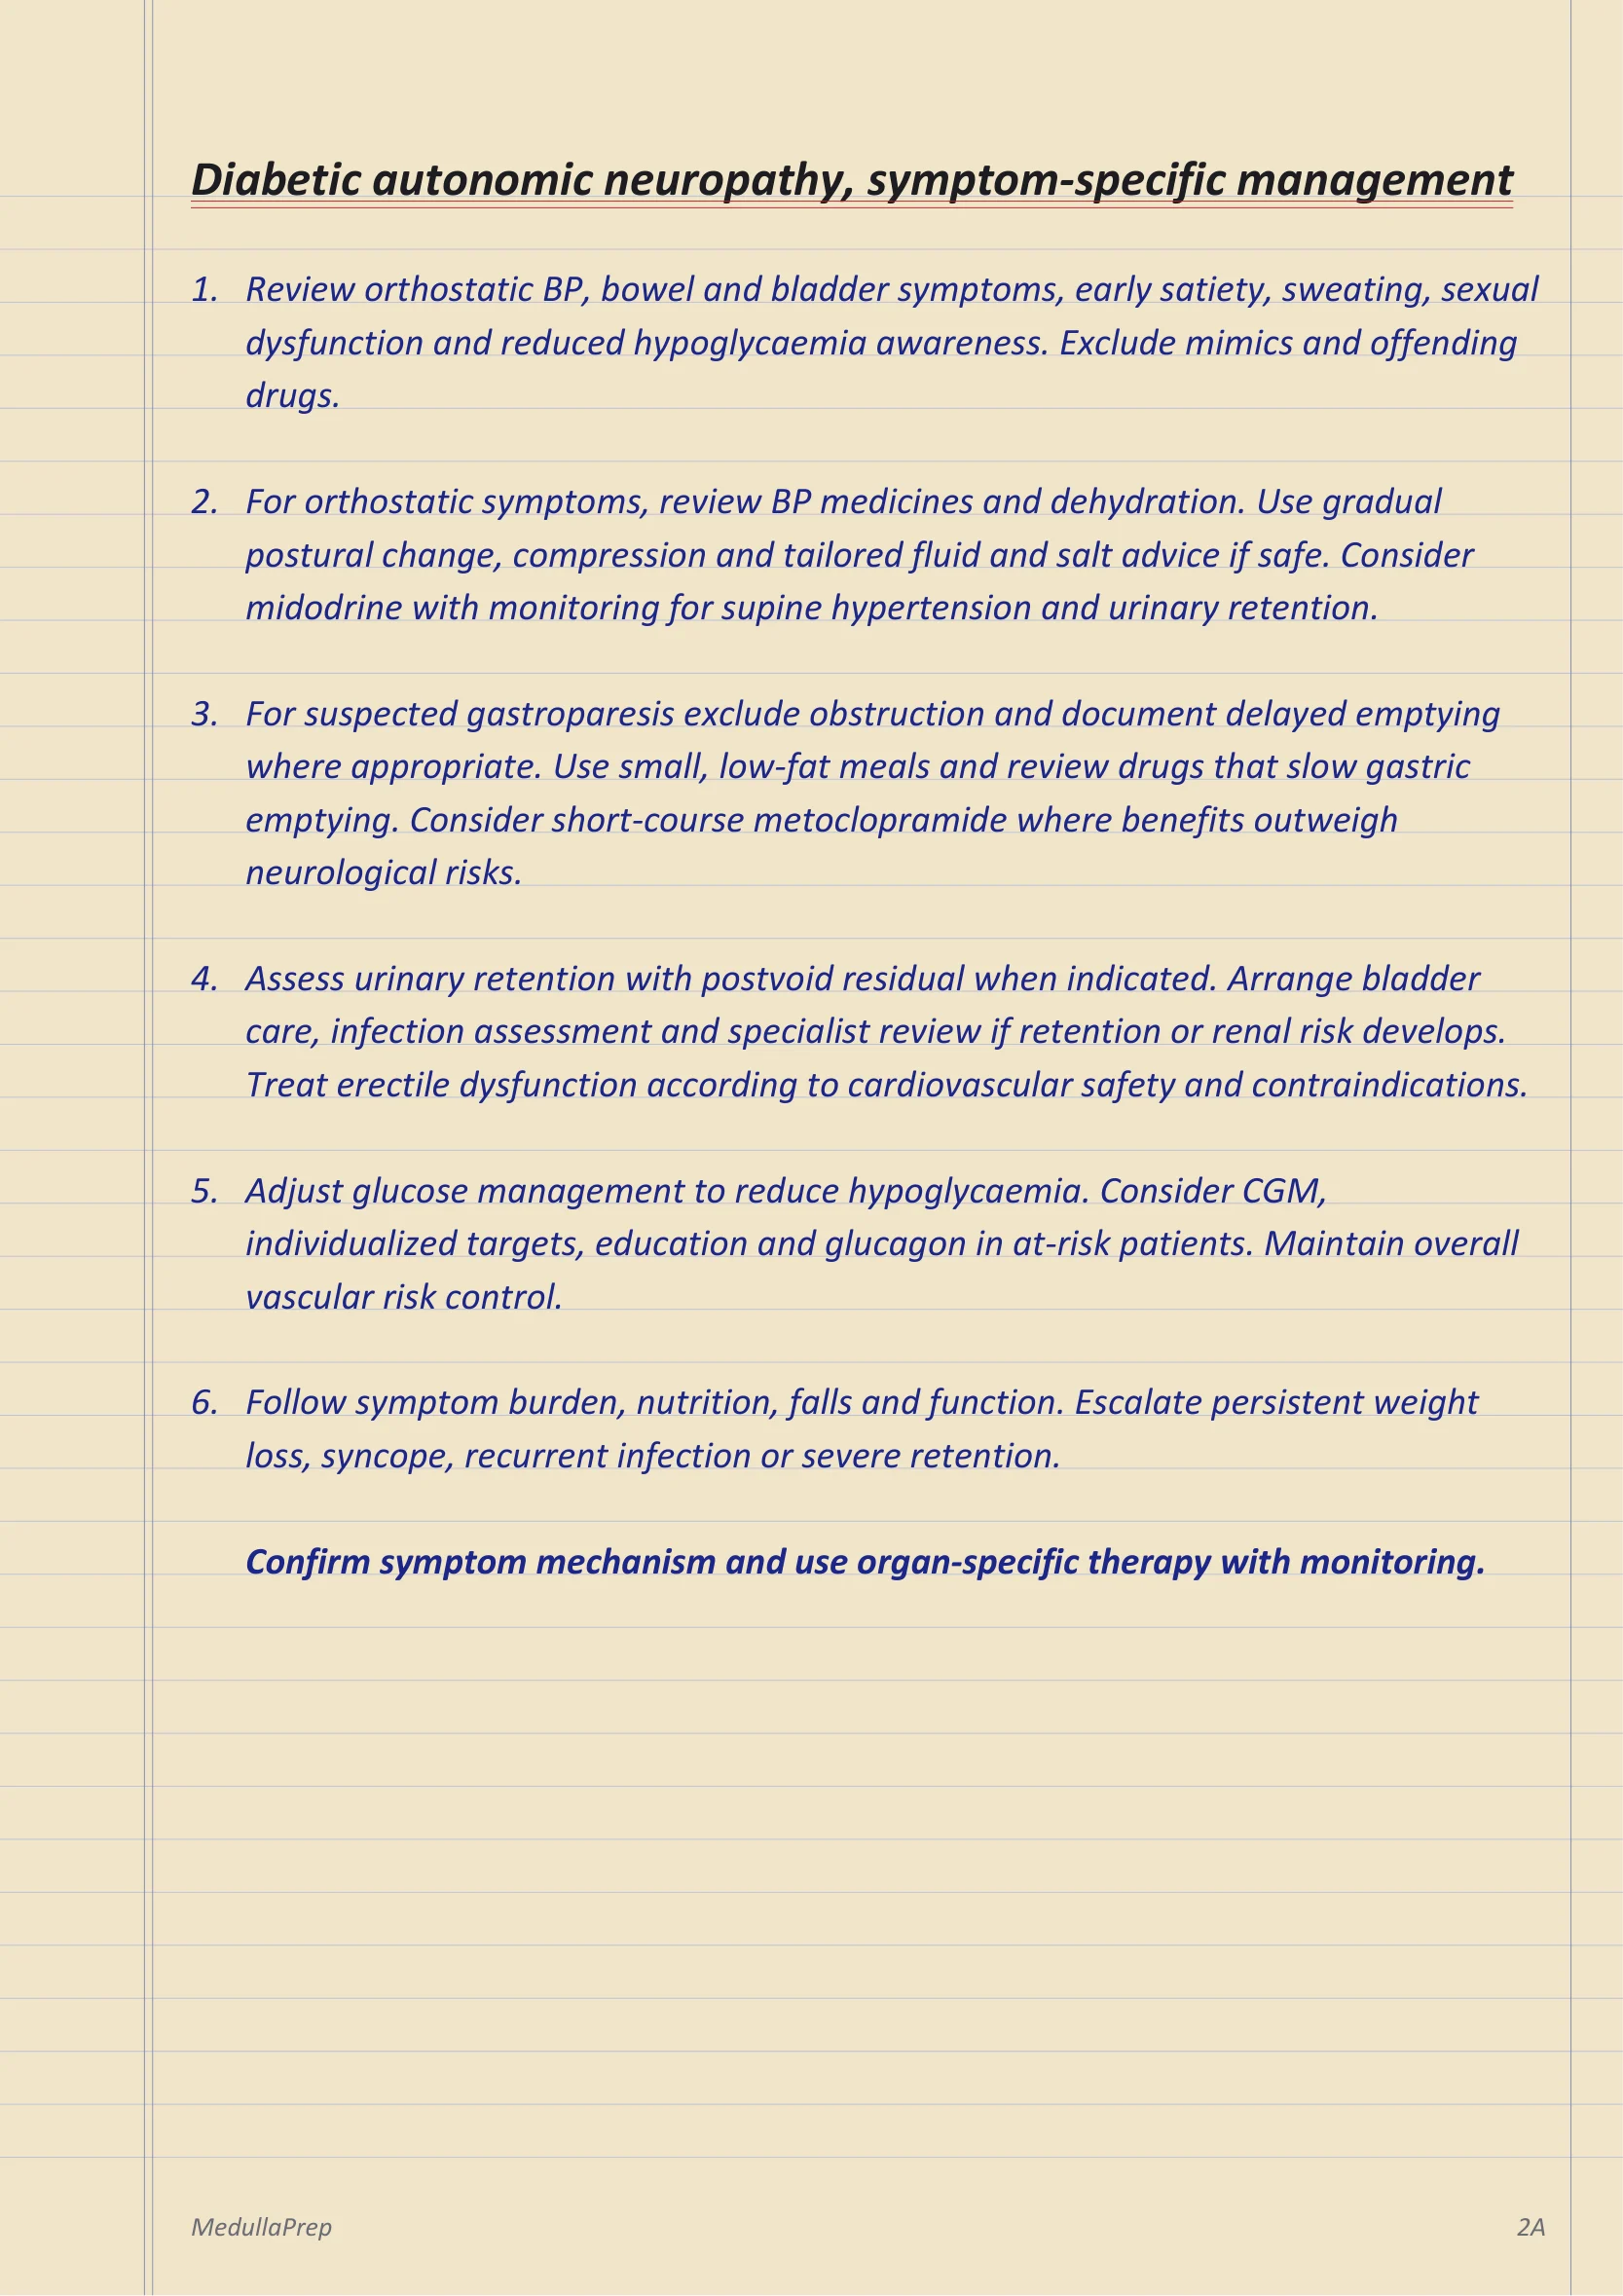 Diabetic autonomic neuropathy, symptom-specific management
1. Review orthostatic BP, bowel and bladder symptoms, early satiety, sweating, sexual
dysfunction and reduced hypoglycaemia awareness. Exclude mimics and offending
drugs.
2. For orthostatic symptoms, review BP medicines and dehydration. Use gradual
postural change, compression and tailored fluid and salt advice if safe. Consider
midodrine with monitoring for supine hypertension and urinary retention.
3. For suspected gastroparesis exclude obstruction and document delayed emptying
where appropriate. Use small, low-fat meals and review drugs that slow gastric
emptying. Consider short-course metoclopramide where benefits outweigh
neurological risks.
4. Assess urinary retention with postvoid residual when indicated. Arrange bladder
care, infection assessment and specialist review if retention or renal risk develops.
Treat erectile dysfunction according to cardiovascular safety and contraindications.
5. Adjust glucose management to reduce hypoglycaemia. Consider CGM,
individualized targets, education and glucagon in at-risk patients. Maintain overall
vascular risk control.
6. Follow symptom burden, nutrition, falls and function. Escalate persistent weight
loss, syncope, recurrent infection or severe retention.
Confirm symptom mechanism and use organ-specific therapy with monitoring.
MedullaPrep
2A